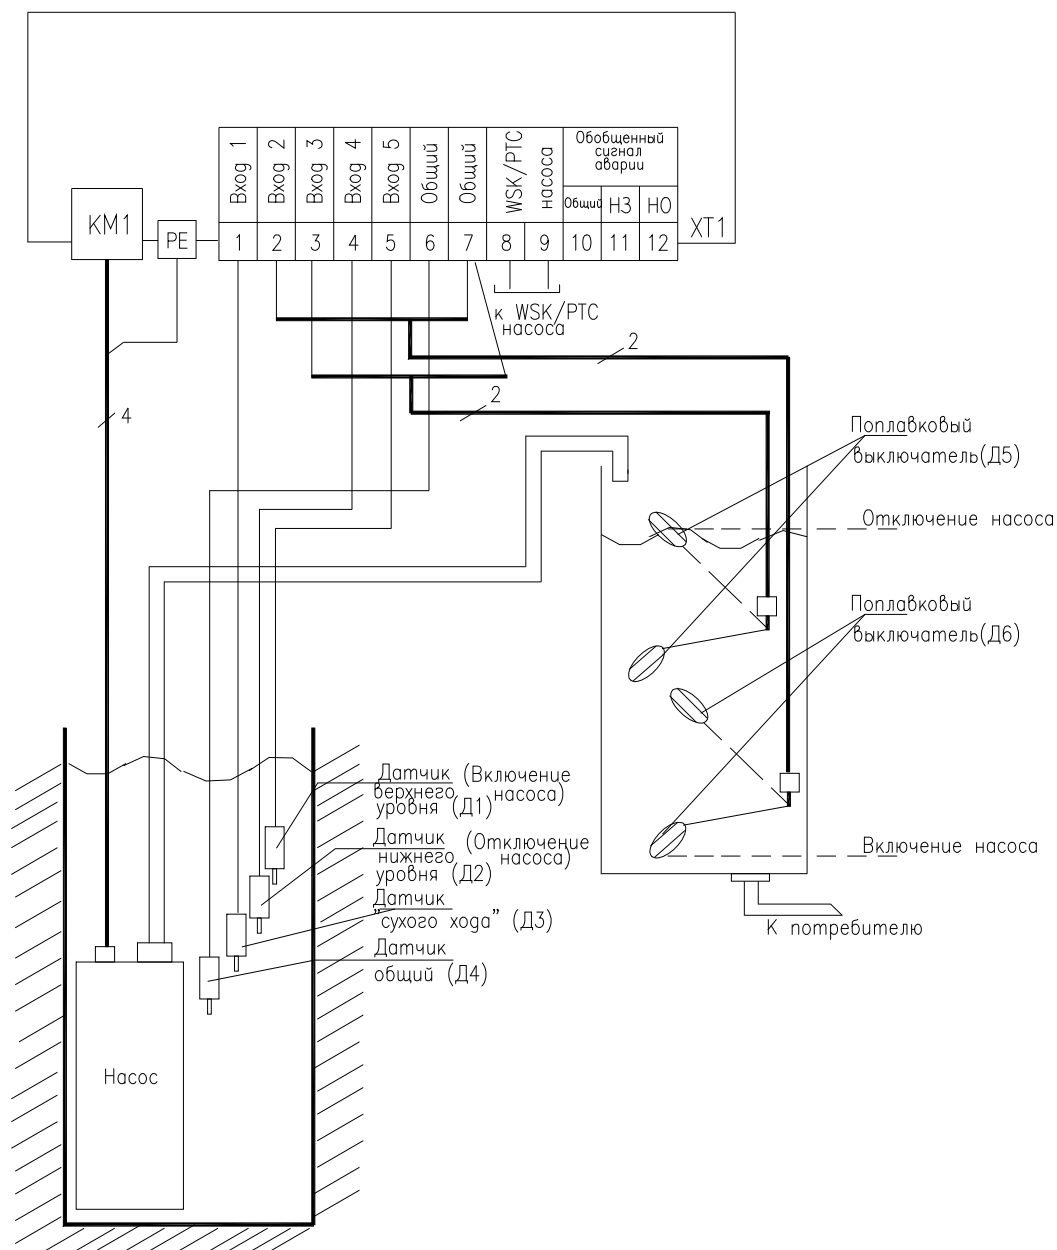 Вход 1
Вход 2
Вход 3
Вход 4
Вход 5
Общий
Общий
WSK/PTC
насоса
Обобщенный
сигнал
аварии
Общий
НЗ
НО
КМ1
PE
1
2
3
4
5
6
7
8
9
10
11
12
XT1
к WSK/PTC
насоса
2
2
4
Поплавковый
выключатель(Д5)
Отключение насоса
Поплавковый
выключатель(Д6)
Датчик (Включение
верхнего насоса)
уровня (Д1)
Датчик (Отключение
нижнего насоса)
уровня (Д2)
Включение насоса
Датчик
"сухого хода" (Д3)
К потребителю
Датчик
общий (Д4)
Насос